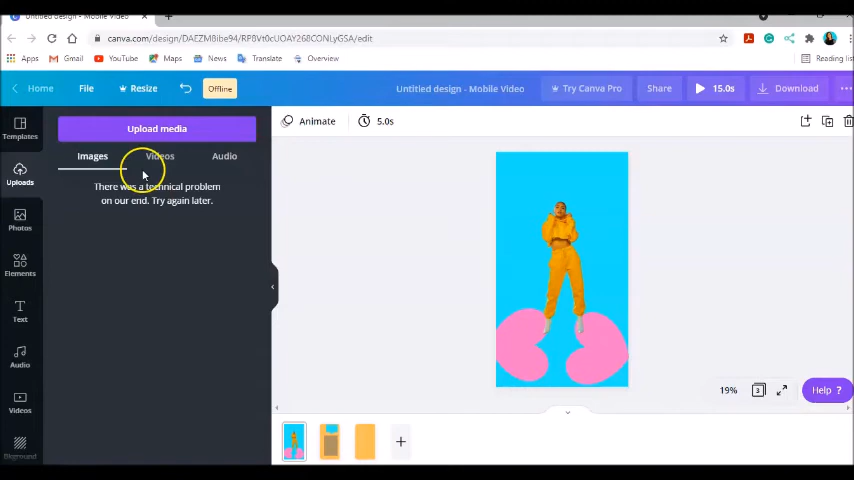 Untitled design - Mobile Video
canva.com/design/DAEZM8ibe94/RP8Vt0cUOAY268CONLyGSA/edit
Apps
Gmail
YouTube
Maps
News
Translate
Overview
Reading list
Home
File
Resize
Offline
Untitled design - Mobile Video
Try Canva Pro
Share
15.0s
Download
Templates
Uploads
Photos
Elements
Text
Audio
Videos
Bkground
Upload media
Images
Videos
Audio
There was a technical problem
on our end. Try again later.
Animate
5.0s
19%
3
Help ?